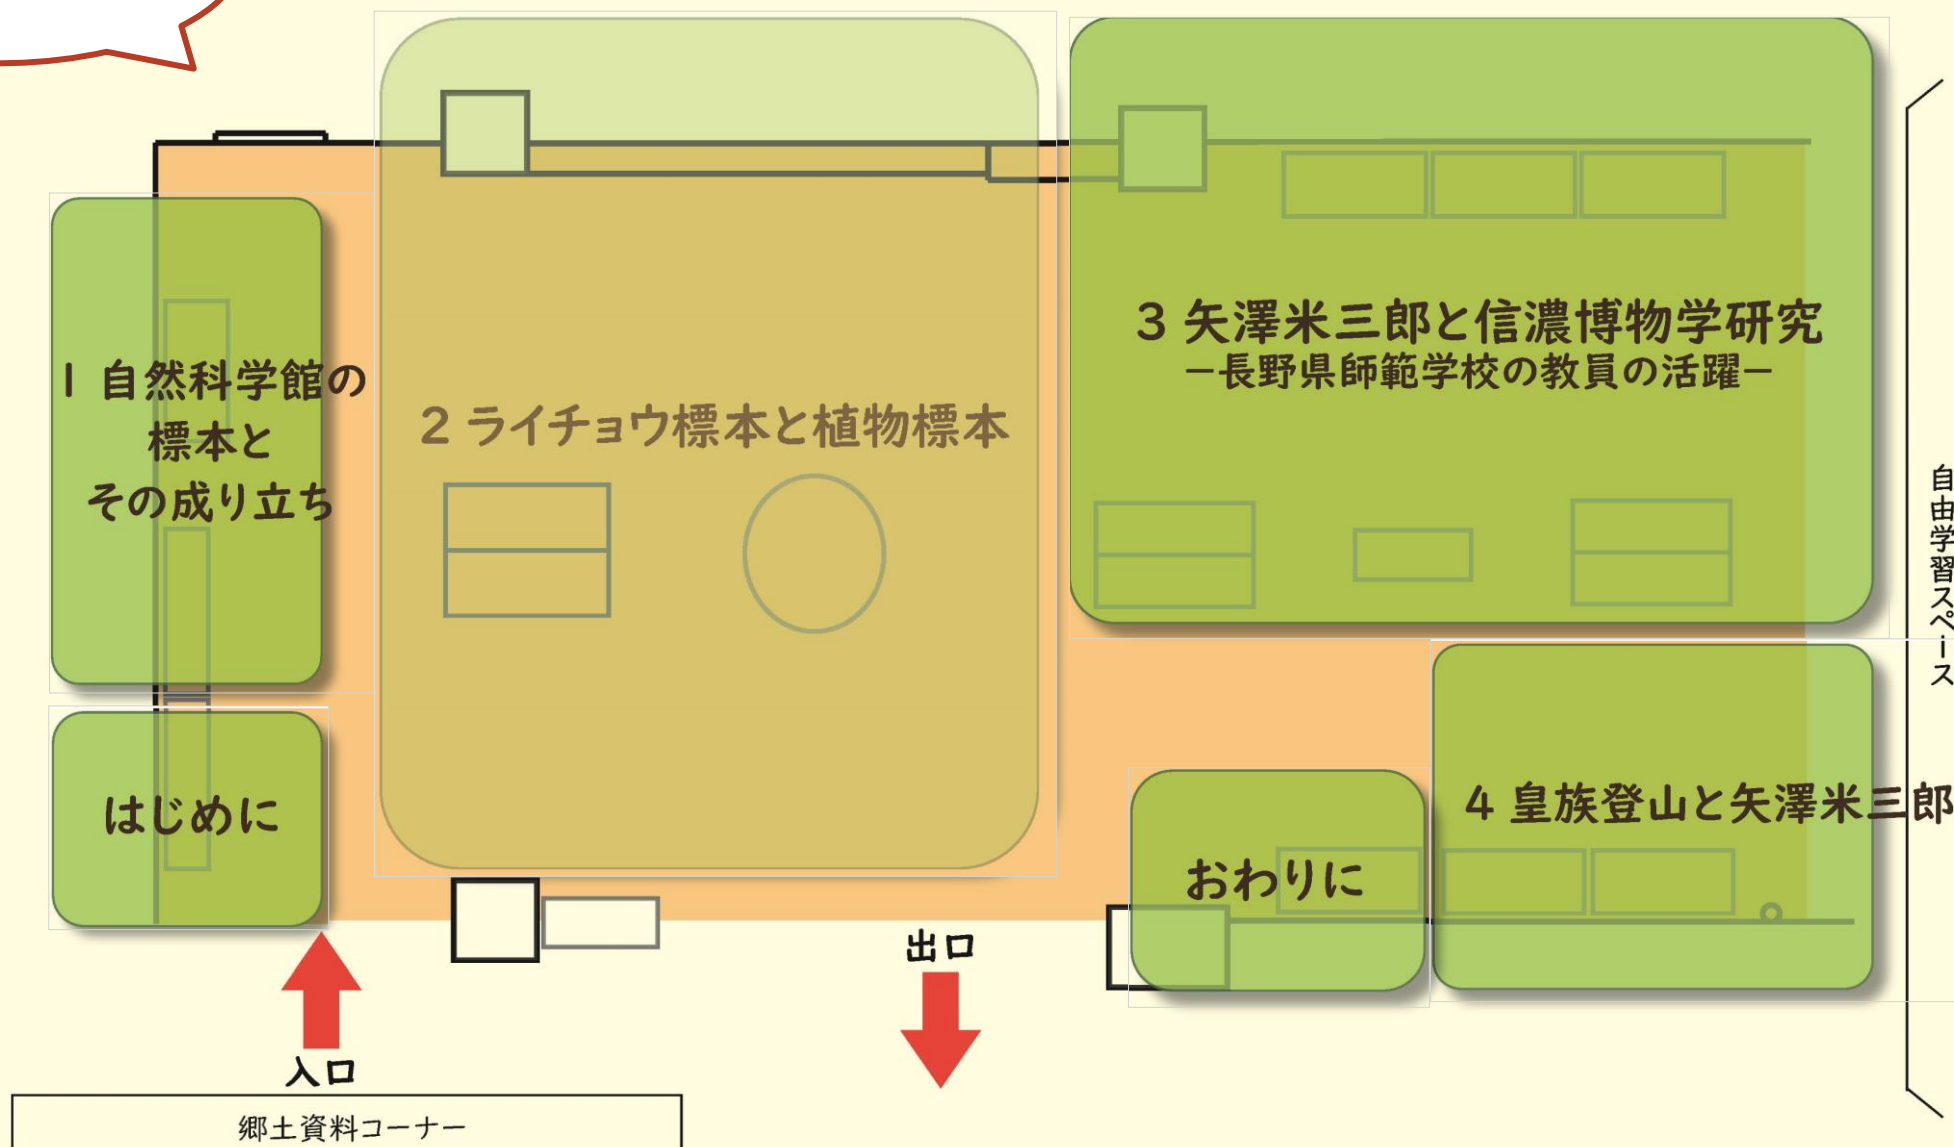 1 自然科学館の
標本と
その成り立ち
はじめに
2 ライチョウ標本と植物標本
3 矢澤米三郎と信濃博物学研究
－長野県師範学校の教員の活躍－
4 皇族登山と矢澤米三郎
おわりに
自由学習スペース
入口
出口
郷土資料コーナー